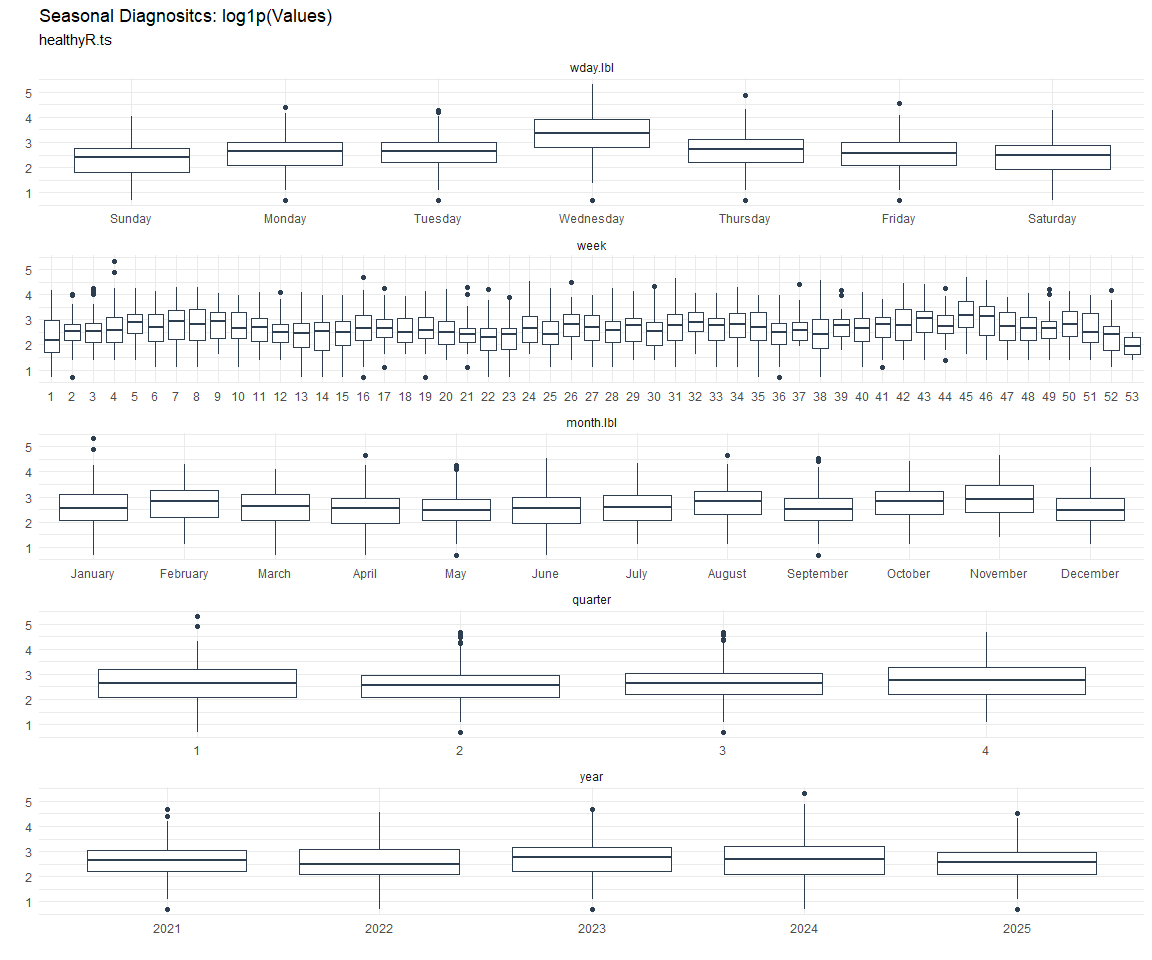 Seasonal Diagnositcs: log1p(Values)
healthyR.ts
wday.lbl
5
4
3
2
1
Sunday Monday Tuesday Wednesday Thursday Friday Saturday
week
5
4
3
2
1
1 2 3 4 5 6 7 8 9 10 11 12 13 14 15 16 17 18 19 20 21 22 23 24 25 26 27 28 29 30 31 32 33 34 35 36 37 38 39 40 41 42 43 44 45 46 47 48 49 50 51 52 53
month.lbl
5
4
3
2
1
January February March April May June July August September October November December
quarter
5
4
3
2
1
1 2 3 4
year
5
4
3
2
1
2021 2022 2023 2024 2025